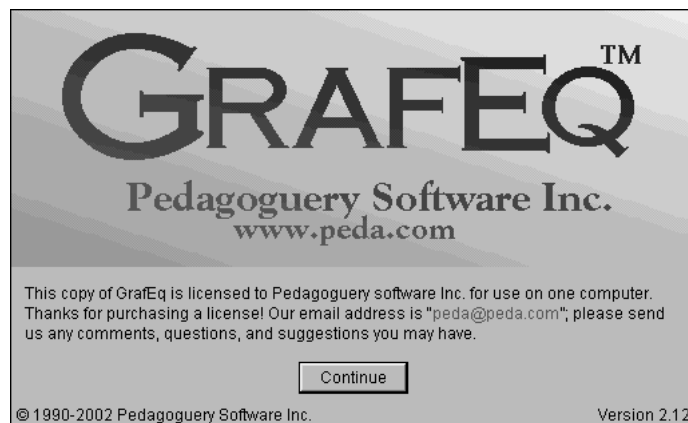 GRAFEQ™
Pedagoguery Software Inc.
www.peda.com
This copy of GrafEq is licensed to Pedagoguery software Inc. for use on one computer.
Thanks for purchasing a license! Our email address is "peda@peda.com"; please send
us any comments, questions, and suggestions you may have.
Continue
© 1990-2002 Pedagoguery Software Inc. Version 2.12